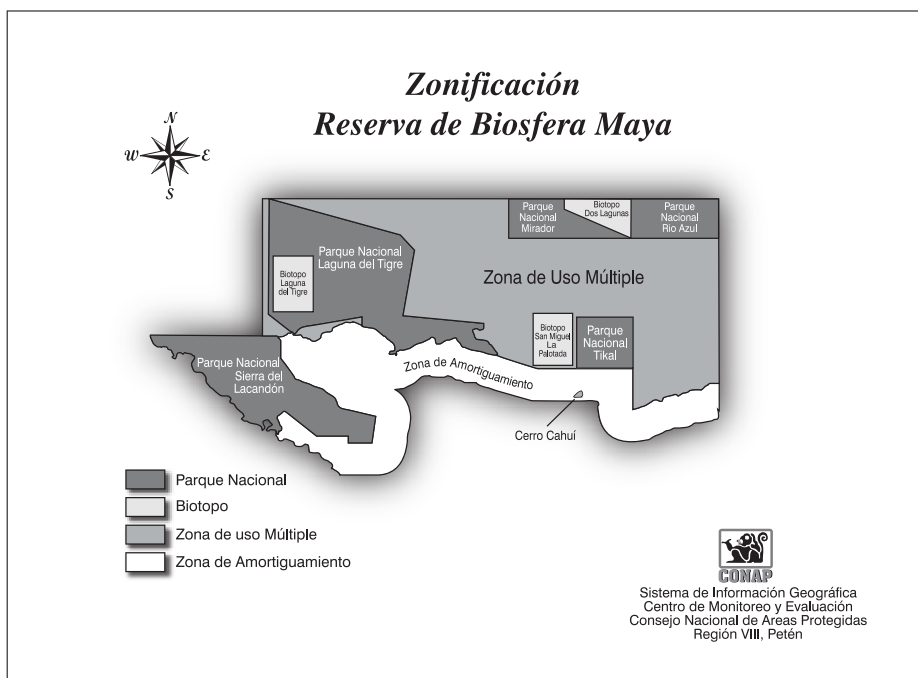 Zonificación
Reserva de Biosfera Maya
N
W
E
S
Parque
Nacional
Mirador
Biotopo
Dos Lagunas
Parque
Nacional
Rio Azul
Parque Nacional
Laguna del Tigre
Biotopo
Laguna
del Tigre
Zona de Uso Múltiple
Biotopo
San Miguel
La
Palotada
Parque
Nacional
Tikal
Parque Nacional
Sierra del
Lacandón
Zona de Amortiguamiento
Cerro Cahuí
Parque Nacional
Biotopo
Zona de uso Múltiple
Zona de Amortiguamiento
CONAP
Sistema de Información Geográfica
Centro de Monitoreo y Evaluación
Consejo Nacional de Areas Protegidas
Región VIII, Petén